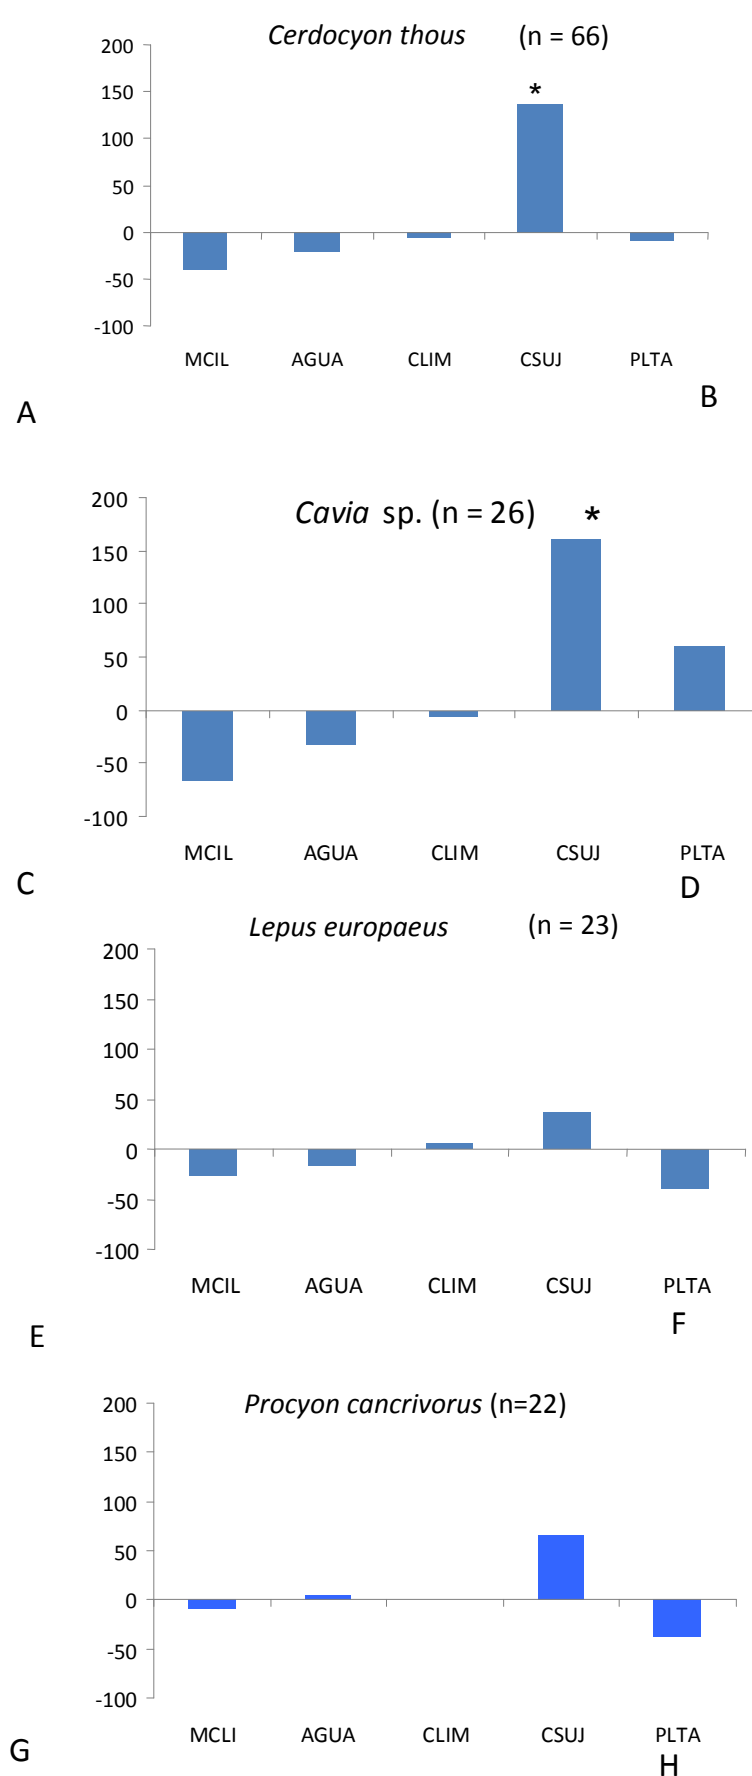 Cerdocyon thous (n = 66)
200
*
150
100
50
0
-50
-100
MCIL AGUA CLIM CSUJ PLTA
B
A
200
Cavia sp. (n = 26) *
150
100
50
0
-50
-100
MCIL AGUA CLIM CSUJ PLTA
C D
Lepus europaeus (n = 23)
200
150
100
50
0
-50
-100
MCIL AGUA CLIM CSUJ PLTA
E F
Procyon cancrivorus (n=22)
200
150
100
50
0
-50
-100
MCLI AGUA CLIM CSUJ PLTA
G H